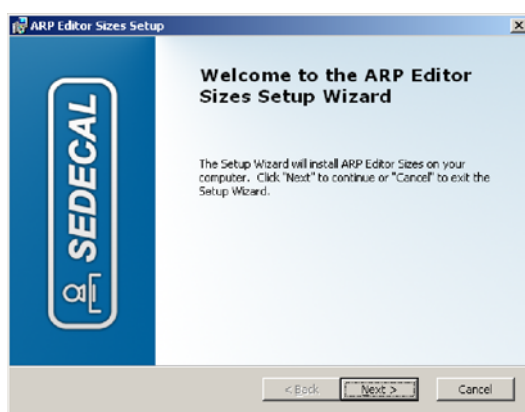 ARP Editor Sizes Setup
SEDECAL
Welcome to the ARP Editor
Sizes Setup Wizard
The Setup Wizard will install ARP Editor Sizes on your
computer. Click "Next" to continue or "Cancel" to exit the
Setup Wizard.
< Back Next > Cancel